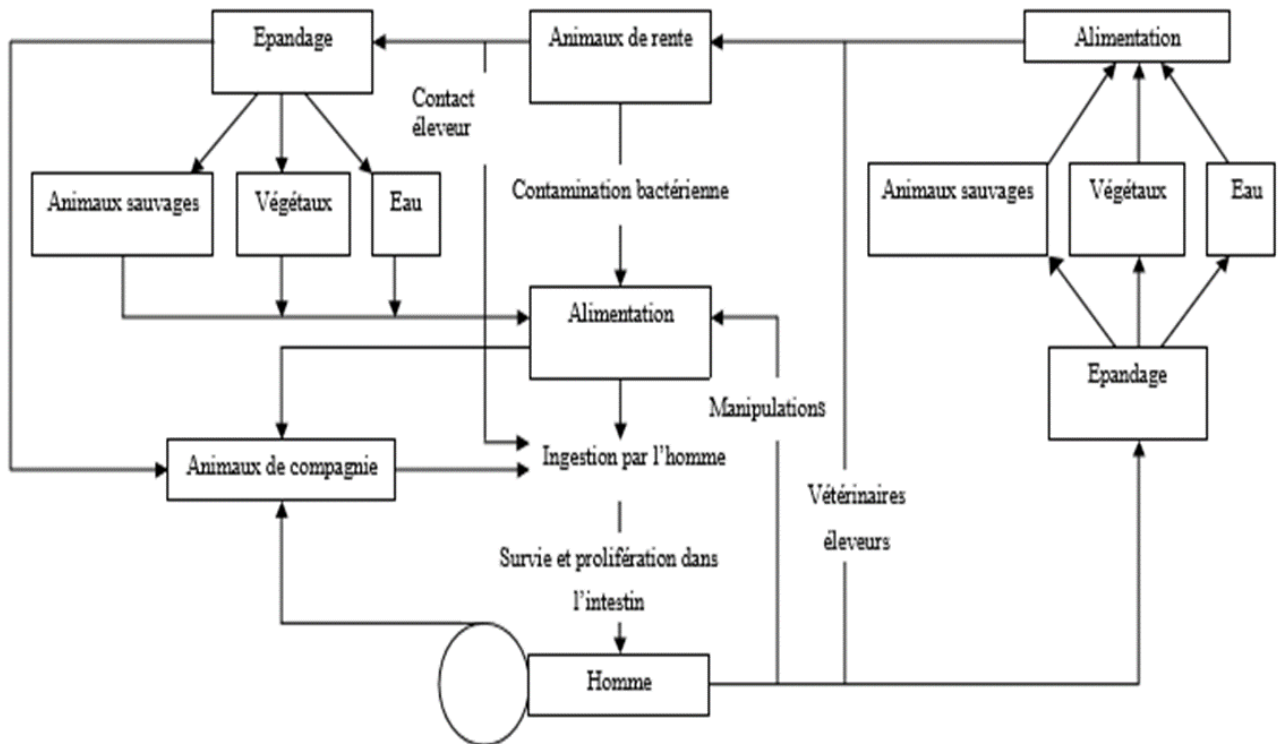 Epandage
Animaux de rente
Alimentation
Contact
éleveur
Animaux sauvages
Végétaux
Eau
Contamination bactérienne
Animaux sauvages
Végétaux
Eau
Alimentation
Epandage
Manipulations
Animaux de compagnie
Ingestion par l'homme
Vétérinaires
éleveurs
Survie et prolifération dans
l'intestin
Homme